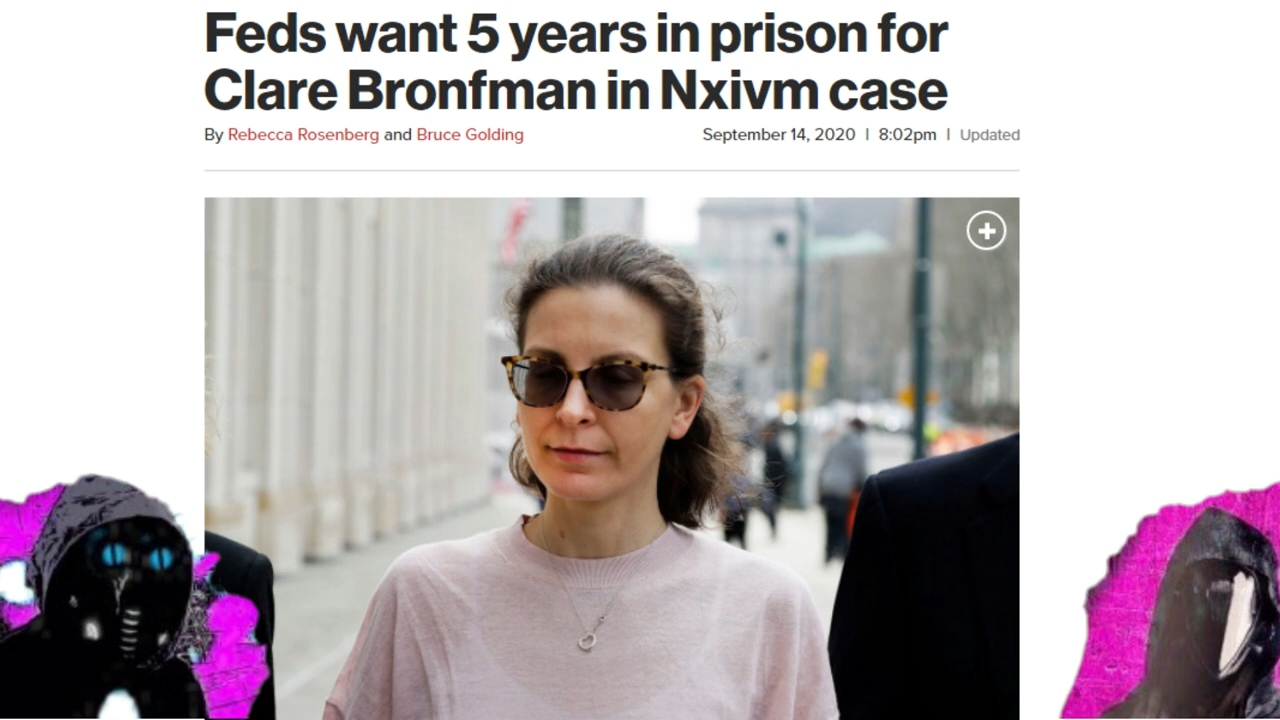 Feds want 5 years in prison for
Clare Bronfman in Nxivm case
By Rebecca Rosenberg and Bruce Golding September 14, 2020 | 8:02pm | Updated